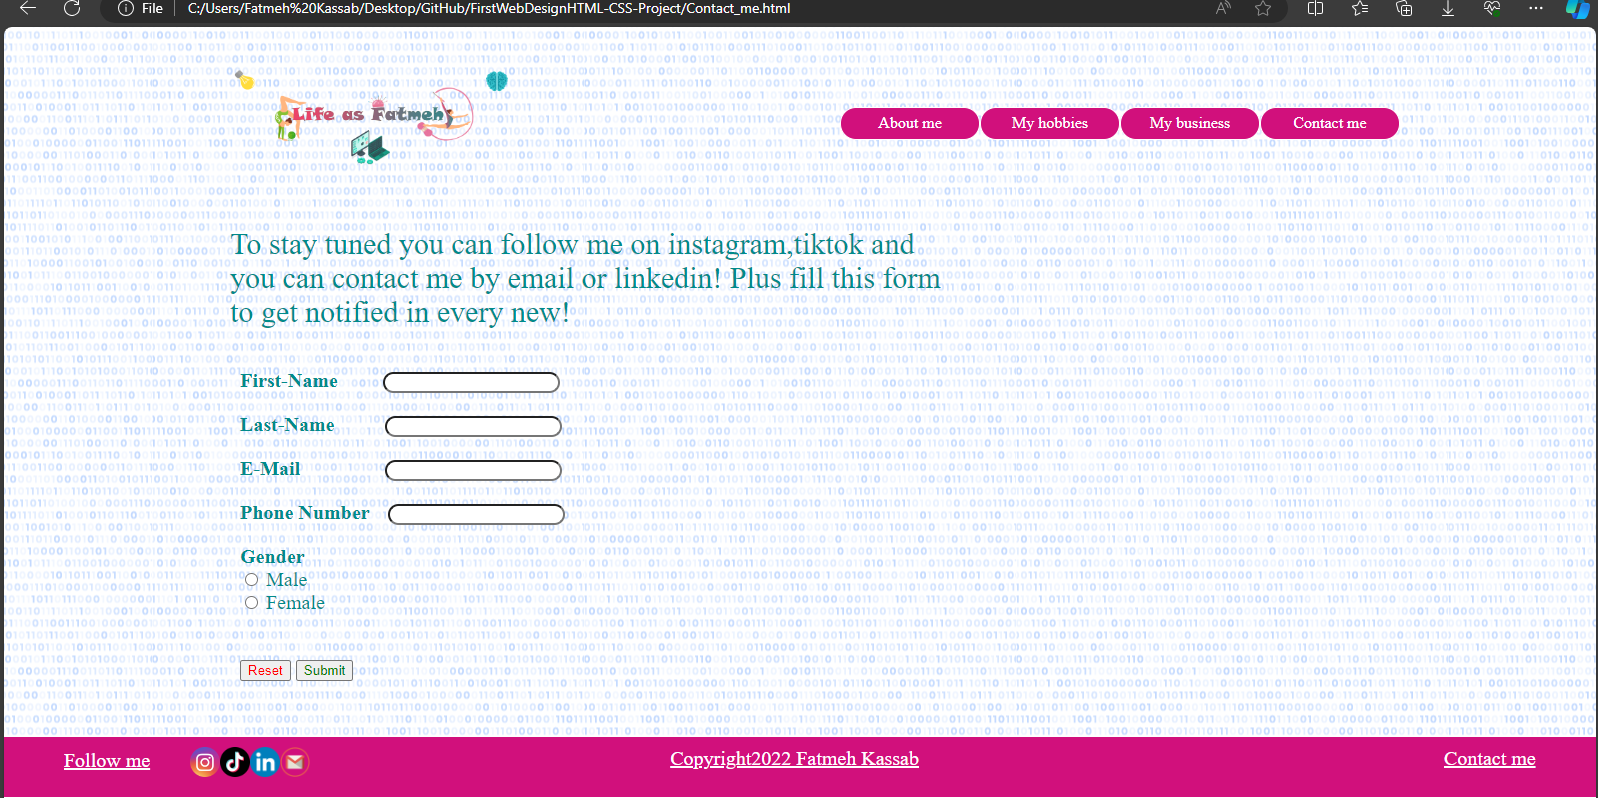 File
C:/Users/Fatmeh%20Kassab/Desktop/GitHub/FirstWebDesignHTML-CSS-Project/Contact_me.html
Life as Fatmeh
About me
My hobbies
My business
Contact me
To stay tuned you can follow me on instagram,tiktok and
you can contact me by email or linkedin! Plus fill this form
to get notified in every new!
First-Name
Last-Name
E-Mail
Phone Number
Gender
Male
Female
Reset
Submit
Follow me
Copyright2022 Fatmeh Kassab
Contact me